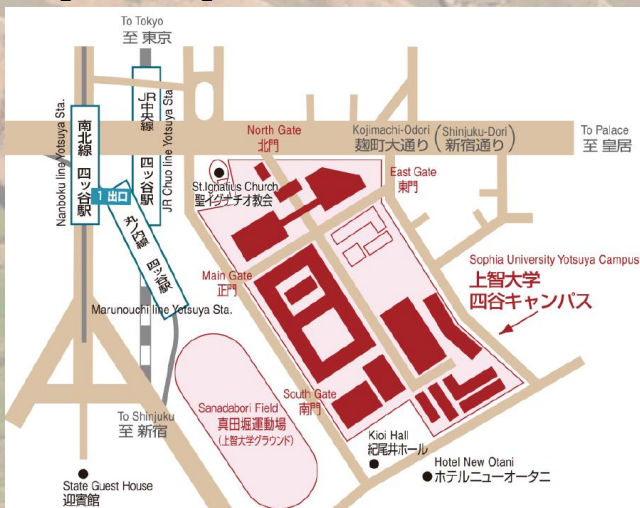 To Tokyo
至 東京
Nanboku line Yotsuya Sta.
南北線 四ッ谷駅
JR中央線 四ッ谷駅
JR Chuo line Yotsuya Sta.
North Gate
北門
Kojimachi-Odori (Shinjuku-Dori)
麹町大通り (新宿通り)
To Palace
至 皇居
East Gate
東門
St.Ignatius Church
聖イグナチオ教会
1 出口
丸ノ内線 四ッ谷駅
Main Gate
正門
Sophia University Yotsuya Campus
上智大学
四谷キャンパス
Marunouchi line Yotsuya Sta.
South Gate
南門
Sanadabori Field
真田堀運動場
(上智大学グラウンド)
To Shinjuku
至 新宿
Kioi Hall
紀尾井ホール
State Guest House
迎賓館
Hotel New Otani
ホテルニューオータニ